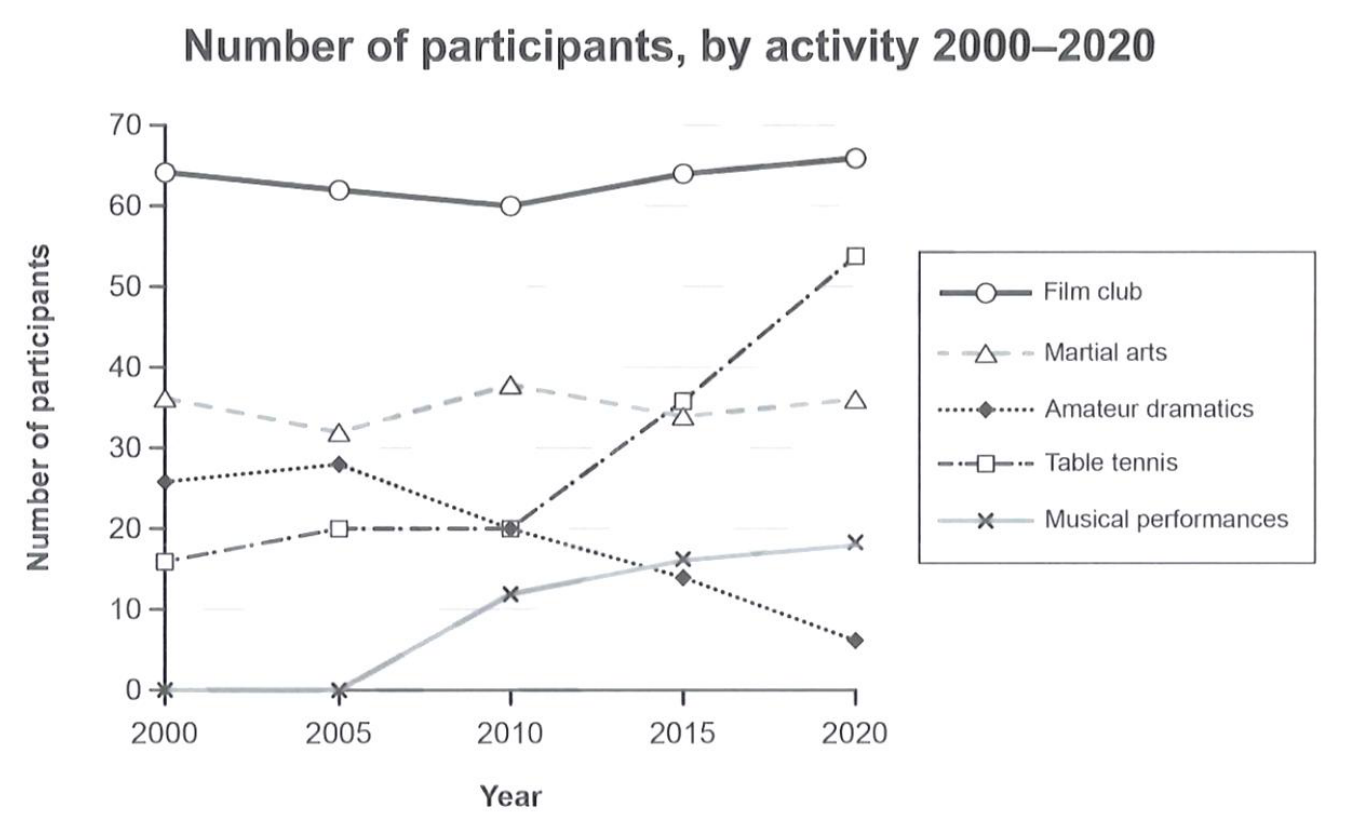 Number of participants, by activity 2000–2020
Number of participants
70
60
50
40
30
20
10
0
2000 2005 2010 2015 2020
Year
Film club
Martial arts
Amateur dramatics
Table tennis
Musical performances